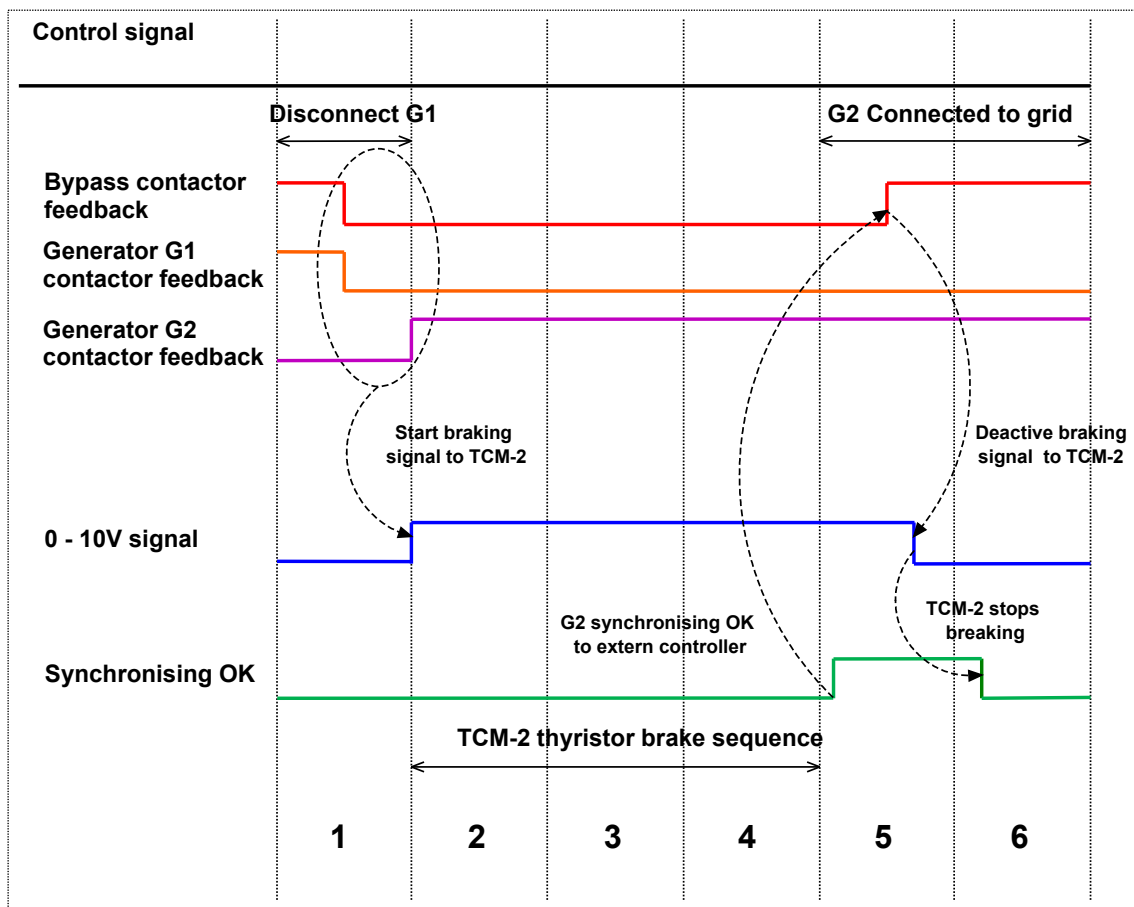 Control signal
Disconnect G1
G2 Connected to grid
Bypass contactor
feedback
Generator G1
contactor feedback
Generator G2
contactor feedback
Start braking
signal to TCM-2
Deactive braking
signal to TCM-2
0 - 10V signal
G2 synchronising OK
to extern controller
TCM-2 stops
breaking
Synchronising OK
TCM-2 thyristor brake sequence
1 2 3 4 5 6